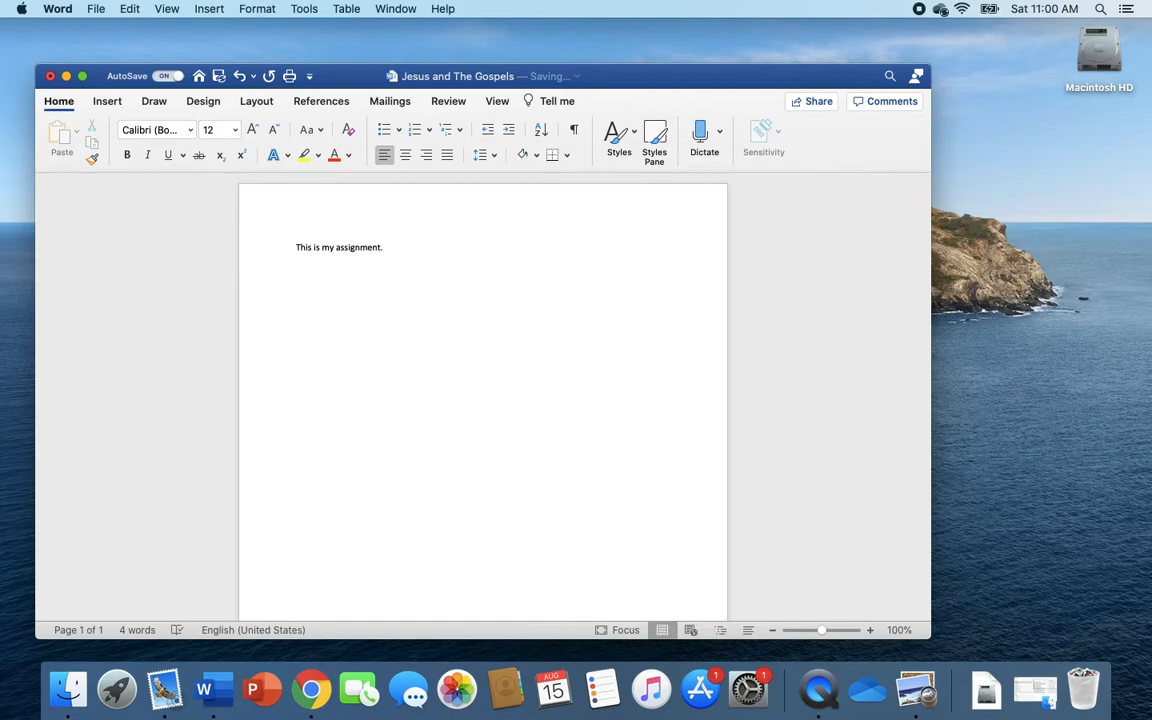 Word File Edit View Insert Format Tools Table Window Help Sat 11:00 AM
Macintosh HD
AutoSave ON Jesus and The Gospels — Saving...
Home Insert Draw Design Layout References Mailings Review View Tell me Share Comments
Paste Calibri (Bo... 12 Aa Styles Styles Pane Dictate Sensitivity
This is my assignment.
Page 1 of 1 4 words English (United States) Focus 100%
AUG
15
1
1